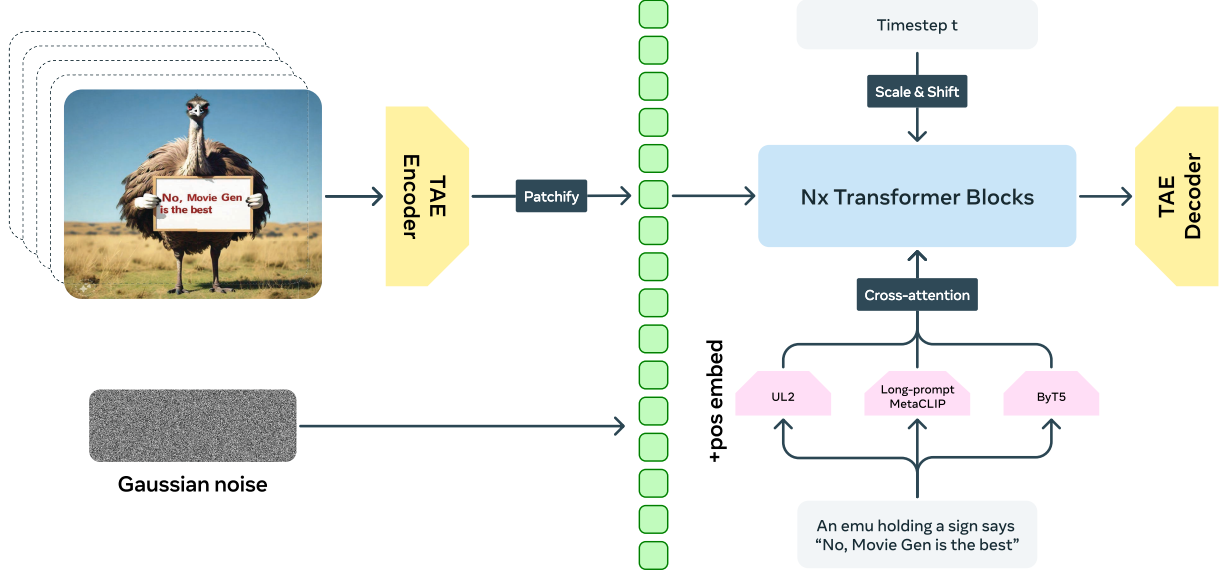 Timestep t
Scale & Shift
No, Movie Gen
is the best
TAE
Encoder
Patchify
Nx Transformer Blocks
TAE
Decoder
Cross-attention
+pos embed
UL2
Long-prompt
MetaCLIP
ByT5
Gaussian noise
An emu holding a sign says
“No, Movie Gen is the best”